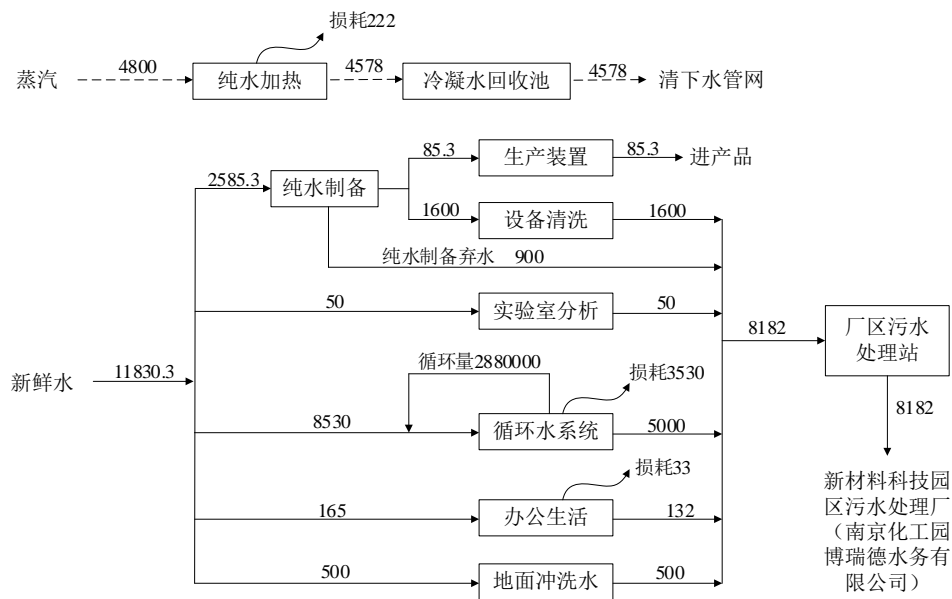 损耗222
蒸汽
4800
纯水加热
4578
冷凝水回收池
4578
清下水管网
85.3
生产装置
85.3
进产品
2585.3
纯水制备
1600
设备清洗
1600
纯水制备弃水
900
50
实验室分析
50
8182
厂区污水
处理站
新鲜水
11830.3
循环量2880000
损耗3530
8530
循环水系统
5000
8182
损耗33
165
办公生活
132
500
地面冲洗水
500
新材料科技园
区污水处理厂
（南京化工园
博瑞德水务有
限公司）